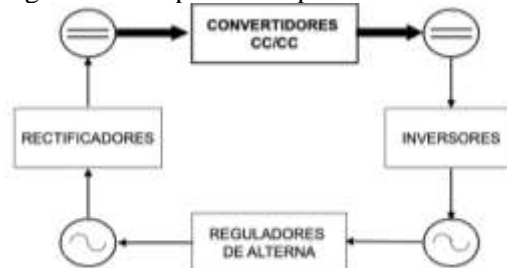 CONVERTIDORES
CC/CC
RECTIFICADORES
INVERSORES
REGULADORES
DE ALTERNA